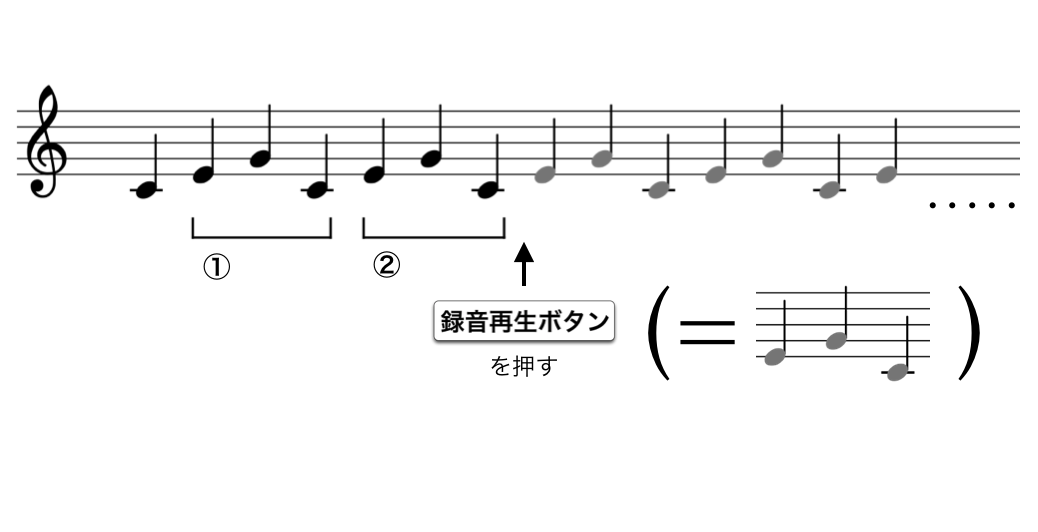 ① ②
録音再生ボタン
を押す
( = )